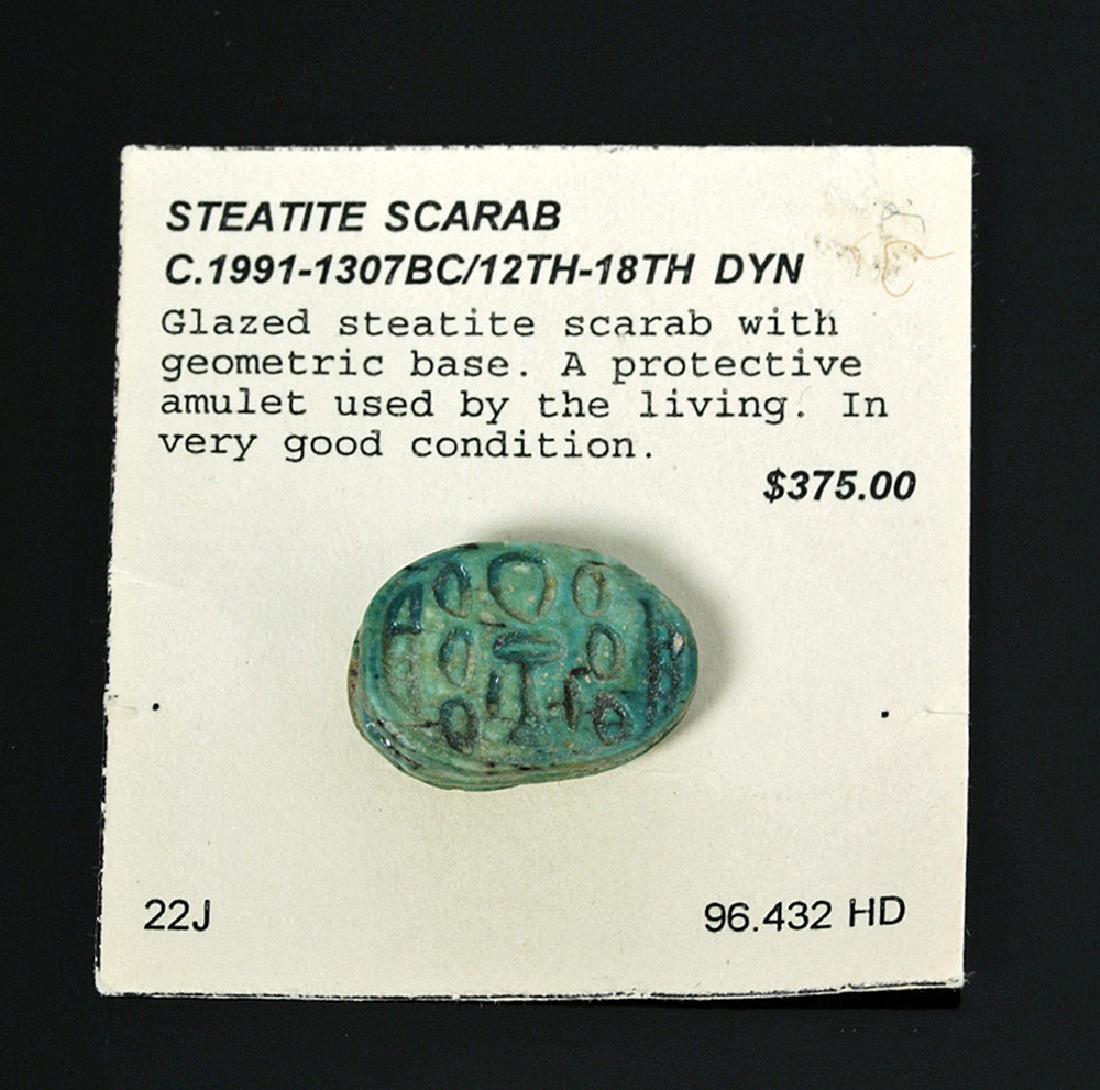 STEATITE SCARAB
C.1991-1307BC/12TH-18TH DYN
Glazed steatite scarab with
geometric base. A protective
amulet used by the living. In
very good condition.
$375.00
22J
96.432 HD